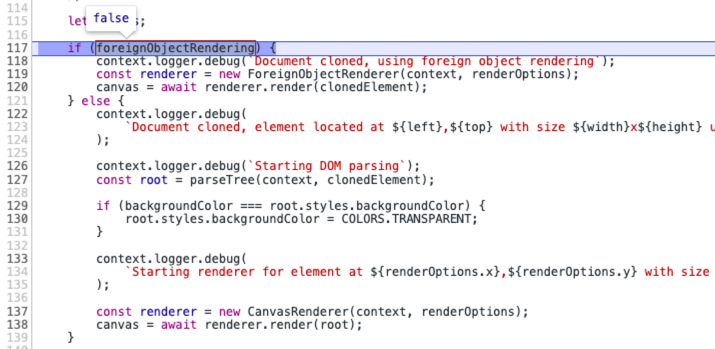 114
115 let s;
false
116
117 if (foreignObjectRendering) {
118 context.logger.debug(`Document cloned, using foreign object rendering`);
119 const renderer = new ForeignObjectRenderer(context, renderOptions);
120 canvas = await renderer.render(clonedElement);
121 } else {
122 context.logger.debug(
123 `Document cloned, element located at ${left},${top} with size ${width}x${height} u
124 );
125
126 context.logger.debug(`Starting DOM parsing`);
127 const root = parseTree(context, clonedElement);
128
129 if (backgroundColor === root.styles.backgroundColor) {
130 root.styles.backgroundColor = COLORS.TRANSPARENT;
131 }
132
133 context.logger.debug(
134 `Starting renderer for element at ${renderOptions.x},${renderOptions.y} with size
135 );
136
137 const renderer = new CanvasRenderer(context, renderOptions);
138 canvas = await renderer.render(root);
139 }